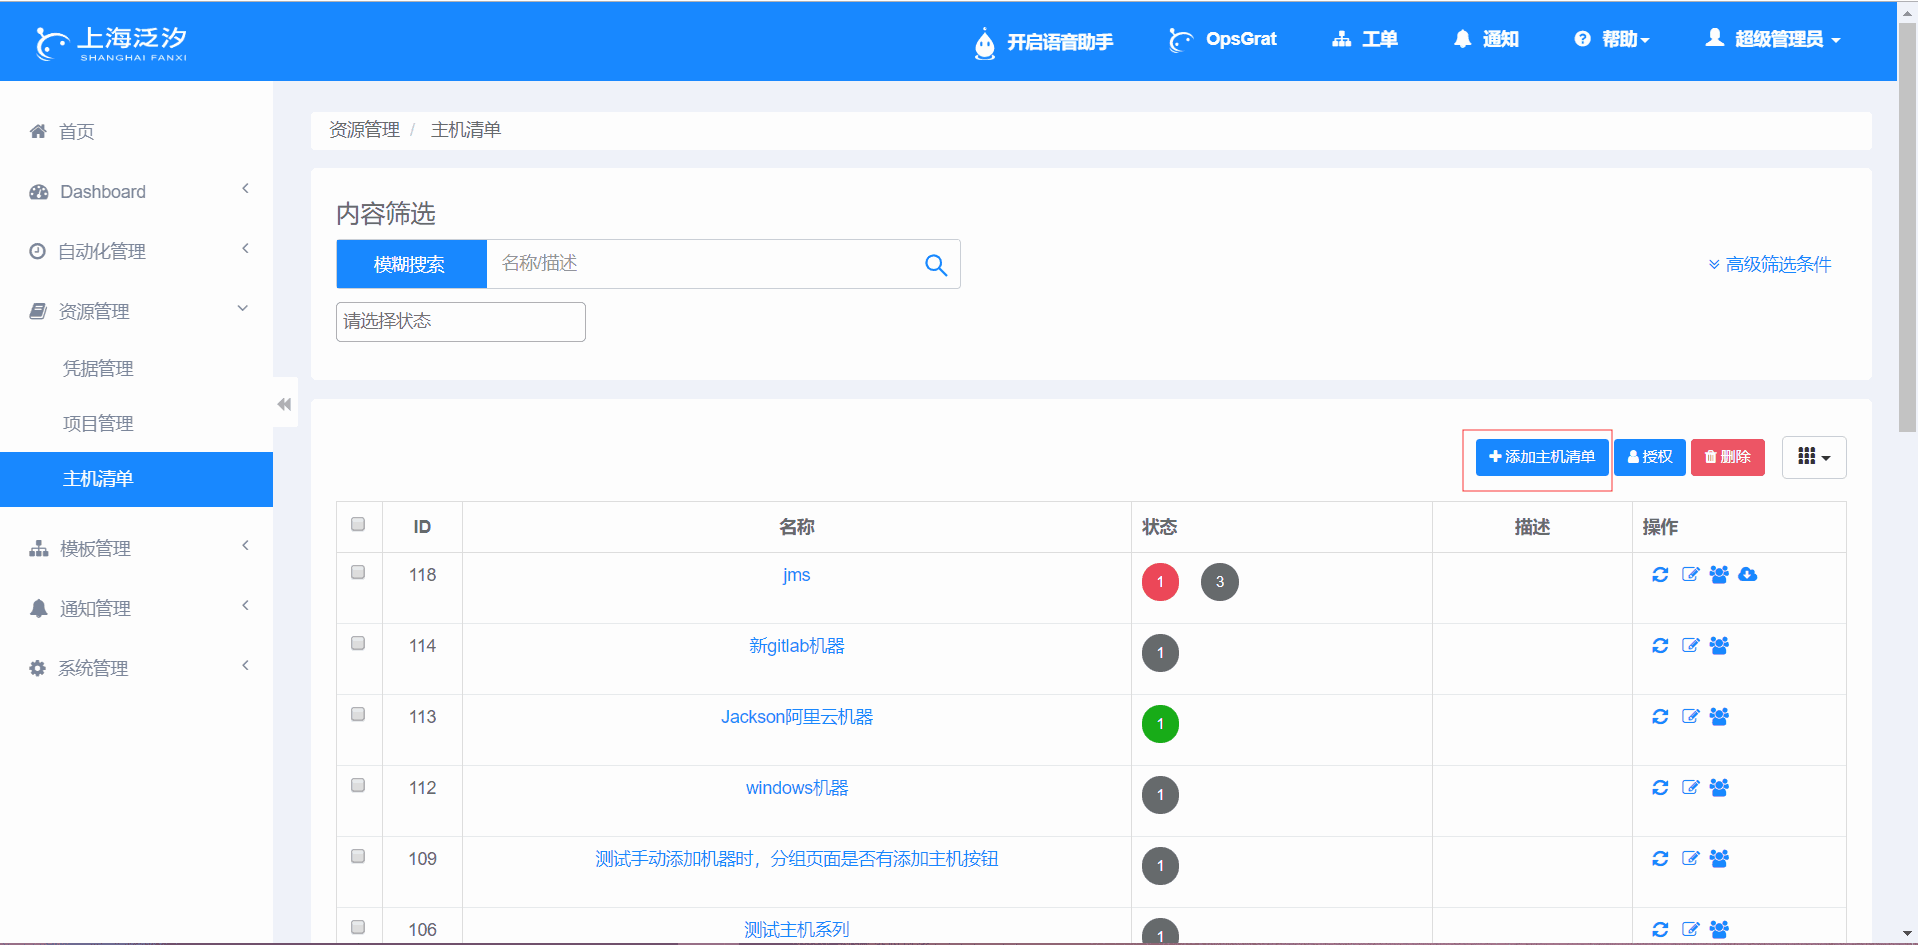 上海泛汐
SHANGHAI FANXI
开启语音助手
OpsGrat
工单
通知
帮助
超级管理员
首页
Dashboard
自动化管理
资源管理
凭据管理
项目管理
主机清单
模板管理
通知管理
系统管理
资源管理 / 主机清单
内容筛选
模糊搜索 名称/描述
高级筛选条件
请选择状态
添加主机清单 授权 删除
ID 名称 状态 描述 操作
118 jms 1 3
114 新gitlab机器 1
113 Jackson阿里云机器 1
112 windows机器 1
109 测试手动添加机器时，分组页面是否有添加主机按钮 1
106 测试主机系列 1